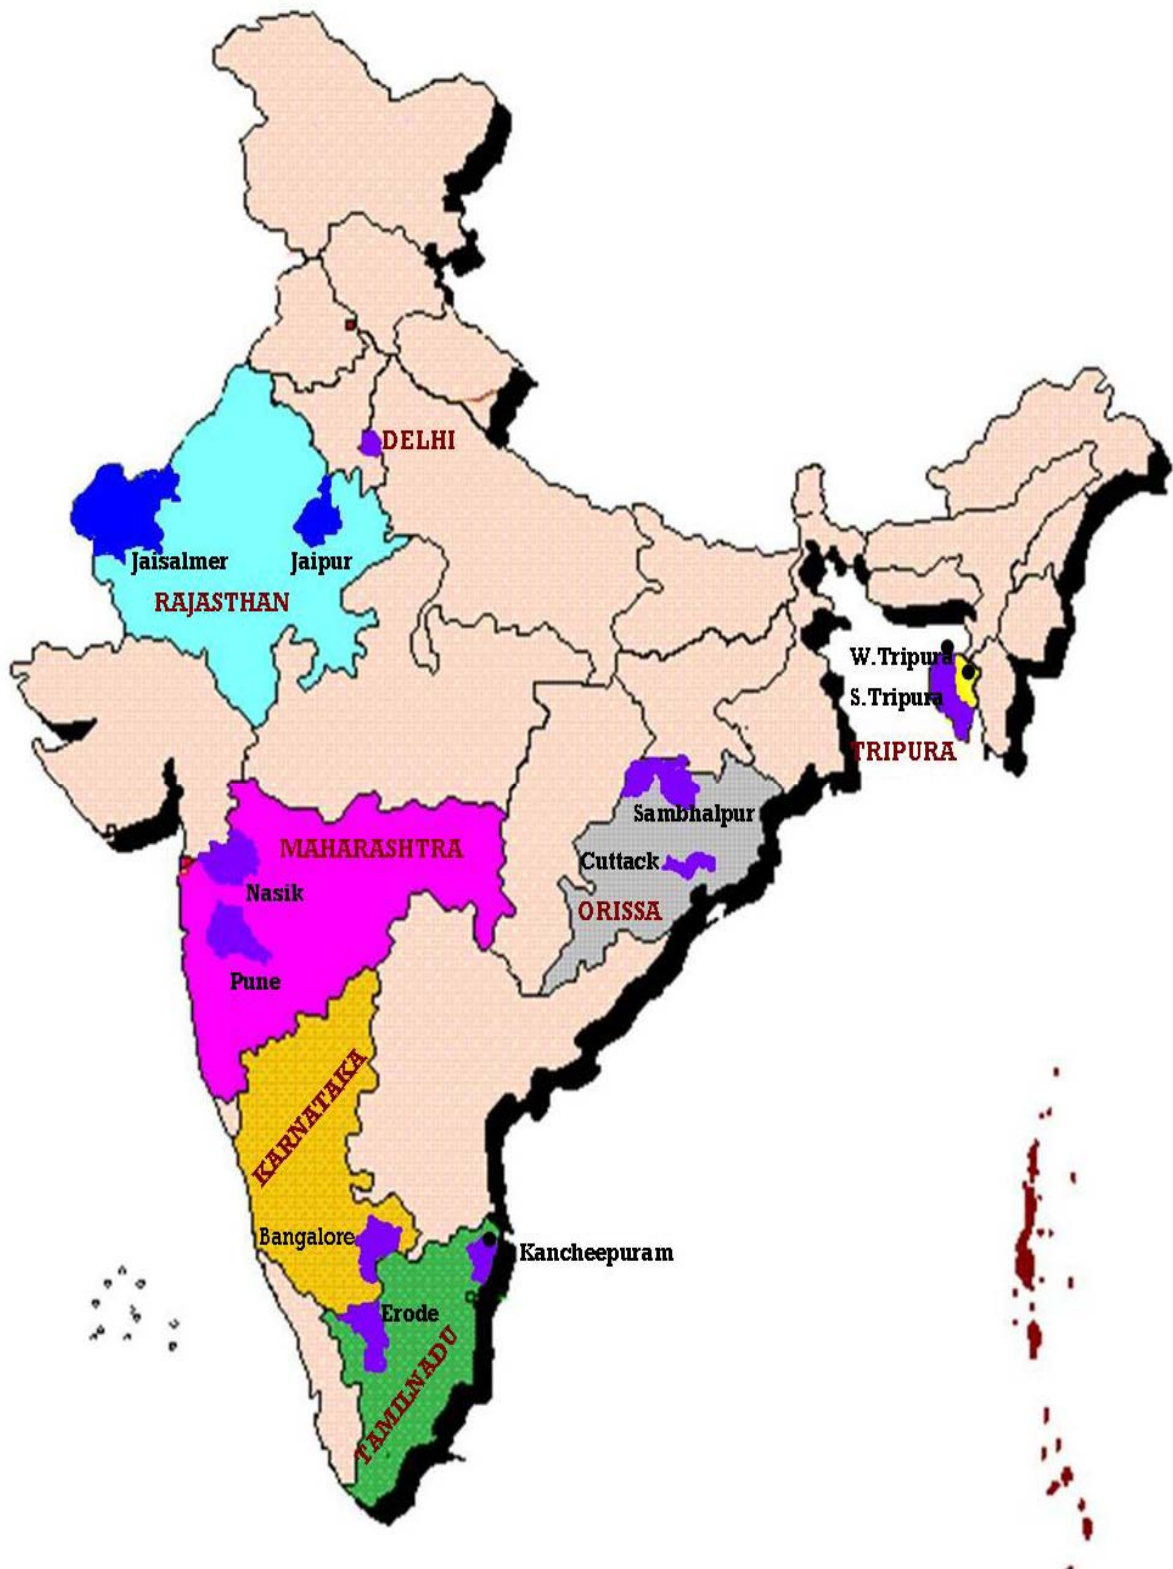 DELHI
Jaisalmer
Jaipur
RAJASTHAN
W.Tripura
S.Tripura
TRIPURA
Sambhalpur
MAHARASHTRA
Cuttack
Nasik
ORISSA
Pune
KARNATAKA
Bangalore
Kancheepuram
Erode
TAMILNADU